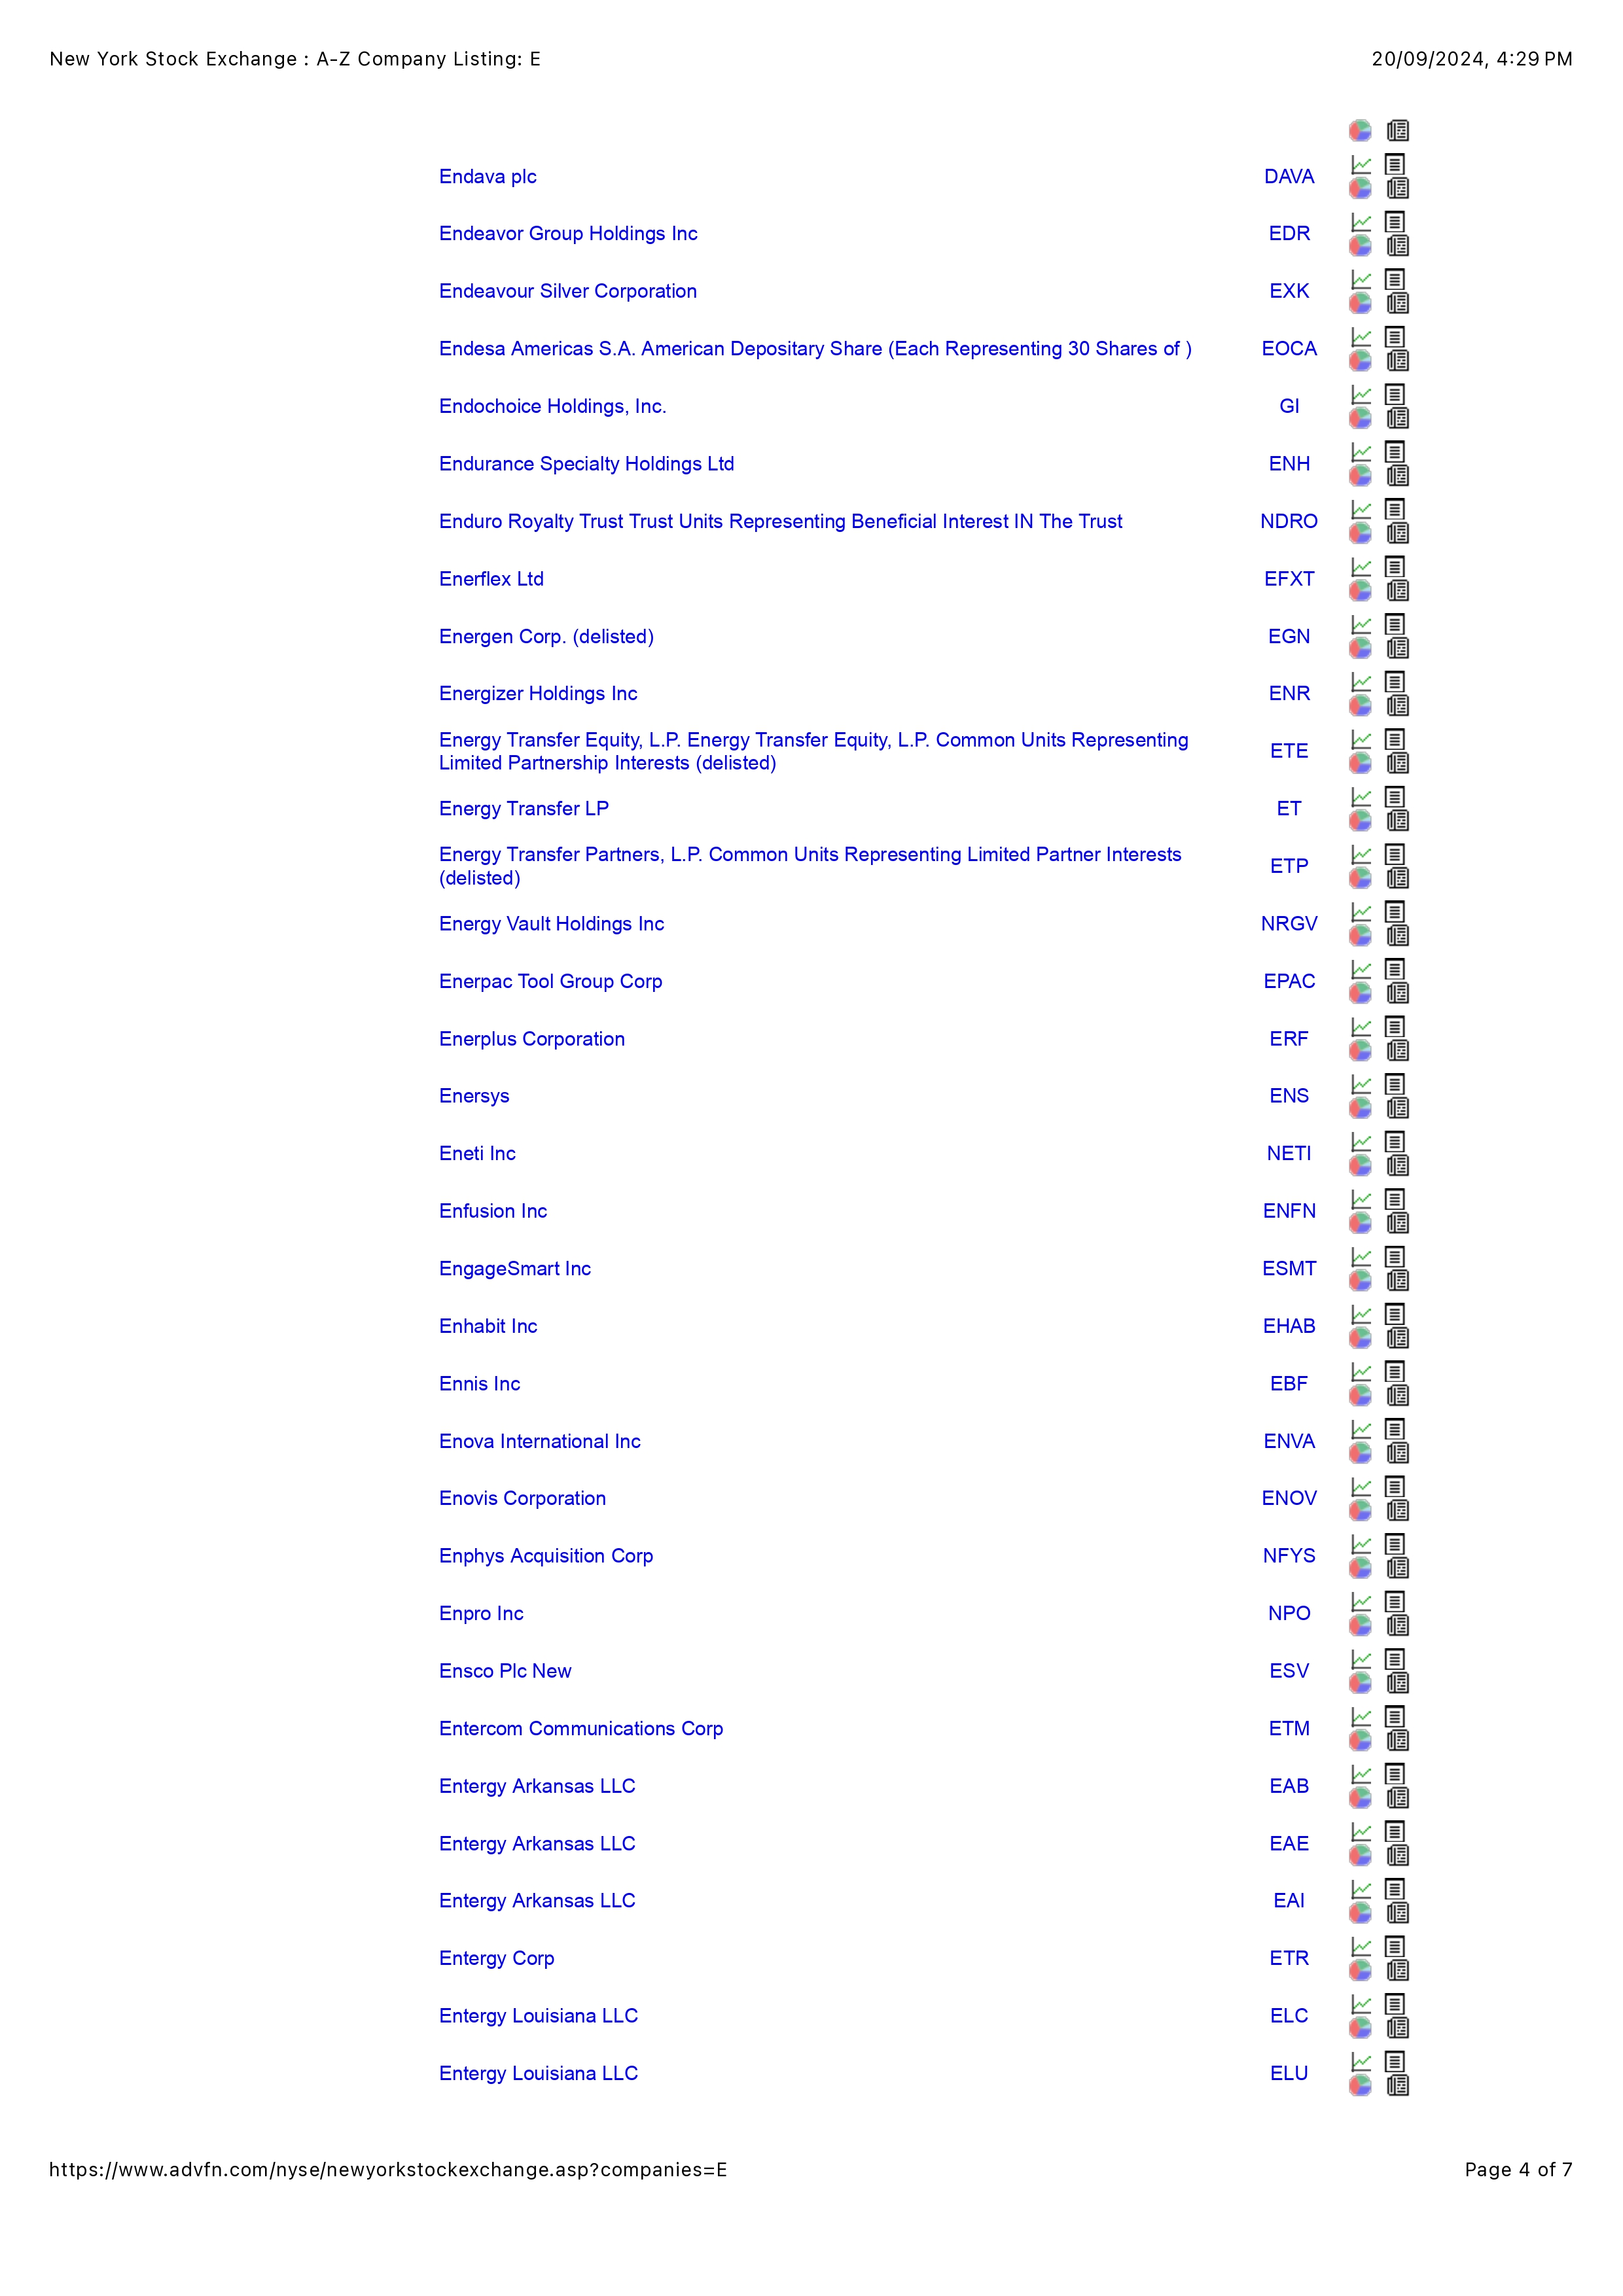 New York Stock Exchange : A-Z Company Listing: E 20/09/2024, 4:29 PM
Endava plc DAVA
Endeavor Group Holdings Inc EDR
Endeavour Silver Corporation EXK
Endesa Americas S.A. American Depositary Share (Each Representing 30 Shares of ) EOCA
Endochoice Holdings, Inc. GI
Endurance Specialty Holdings Ltd ENH
Enduro Royalty Trust Trust Units Representing Beneficial Interest IN The Trust NDRO
Enerflex Ltd EFXT
Energen Corp. (delisted) EGN
Energizer Holdings Inc ENR
Energy Transfer Equity, L.P. Energy Transfer Equity, L.P. Common Units Representing
Limited Partnership Interests (delisted) ETE
Energy Transfer LP ET
Energy Transfer Partners, L.P. Common Units Representing Limited Partner Interests
(delisted) ETP
Energy Vault Holdings Inc NRGV
Enerpac Tool Group Corp EPAC
Enerplus Corporation ERF
Enersys ENS
Eneti Inc NETI
Enfusion Inc ENFN
EngageSmart Inc ESMT
Enhabit Inc EHAB
Ennis Inc EBF
Enova International Inc ENVA
Enovis Corporation ENOV
Enphys Acquisition Corp NFYS
Enpro Inc NPO
Ensco Plc New ESV
Entercom Communications Corp ETM
Entergy Arkansas LLC EAB
Entergy Arkansas LLC EAE
Entergy Arkansas LLC EAI
Entergy Corp ETR
Entergy Louisiana LLC ELC
Entergy Louisiana LLC ELU
https://www.advfn.com/nyse/newyorkstockexchange.asp?companies=E Page 4 of 7